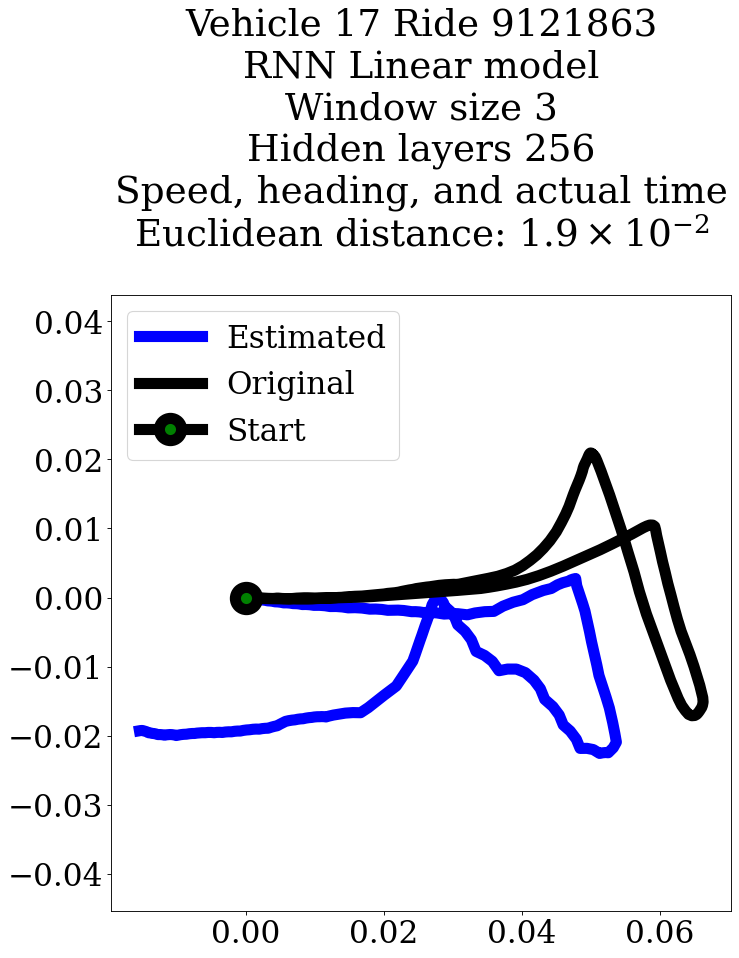 Vehicle 17 Ride 9121863
RNN Linear model
Window size 3
Hidden layers 256
Speed, heading, and actual time
Euclidean distance: 1.9 × 10⁻²
Estimated
Original
Start
0.04
0.03
0.02
0.01
0.00
−0.01
−0.02
−0.03
−0.04
0.00 0.02 0.04 0.06